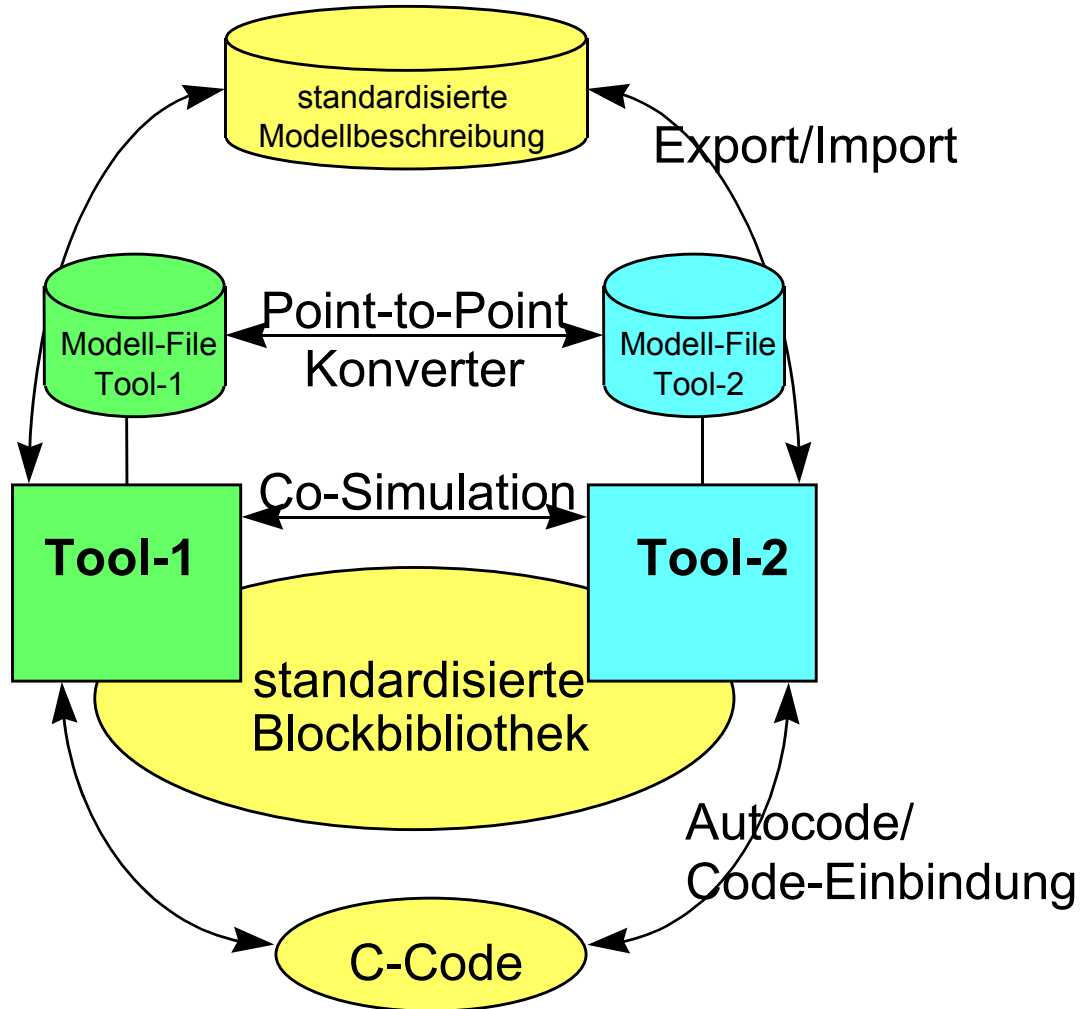 standardisierte
Modellbeschreibung
Export/Import
Point-to-Point
Konverter
Modell-File
Tool-1
Modell-File
Tool-2
Co-Simulation
Tool-1
Tool-2
standardisierte
Blockbibliothek
Autocode/
Code-Einbindung
C-Code